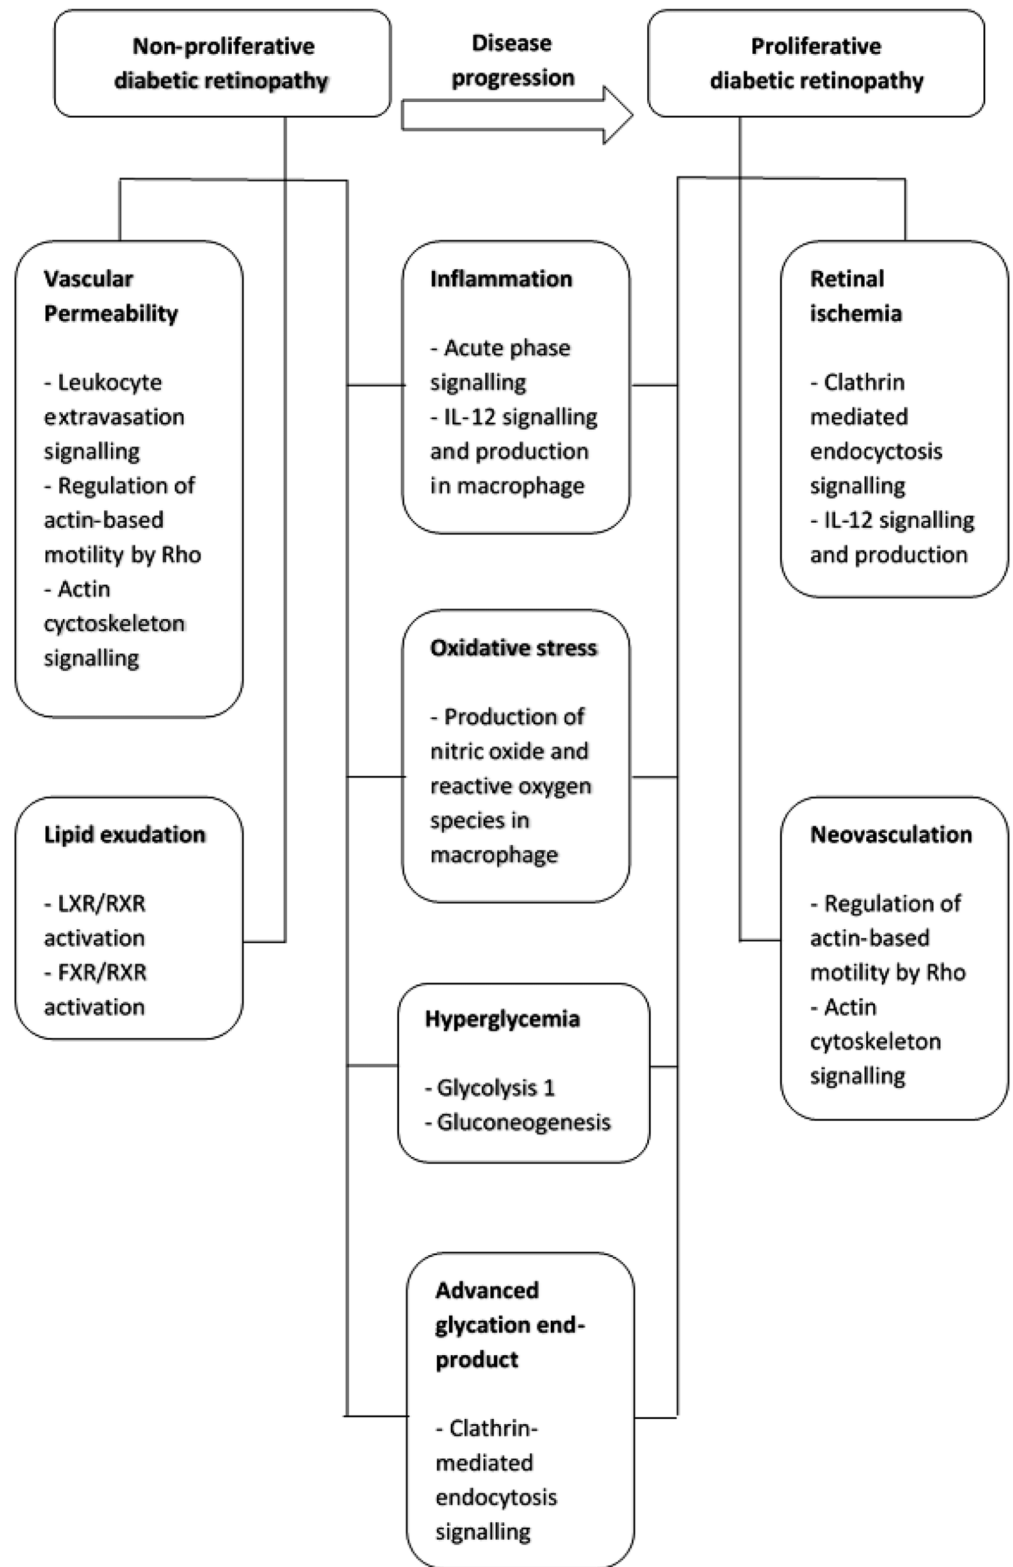 Non-proliferative
diabetic retinopathy
Disease
progression
Proliferative
diabetic retinopathy
Vascular
Permeability
- Leukocyte
extravasation
signalling
- Regulation of
actin-based
motility by Rho
- Actin
cyctoskeleton
signalling
Inflammation
- Acute phase
signalling
- IL-12 signalling
and production
in macrophage
Retinal
ischemia
- Clathrin
mediated
endocyctosis
signalling
- IL-12 signalling
and production
Oxidative stress
- Production of
nitric oxide and
reactive oxygen
species in
macrophage
Lipid exudation
- LXR/RXR
activation
- FXR/RXR
activation
Neovasculation
- Regulation of
actin-based
motility by Rho
- Actin
cytoskeleton
signalling
Hyperglycemia
- Glycolysis 1
- Gluconeogenesis
Advanced
glycation end-
product
- Clathrin-
mediated
endocytosis
signalling